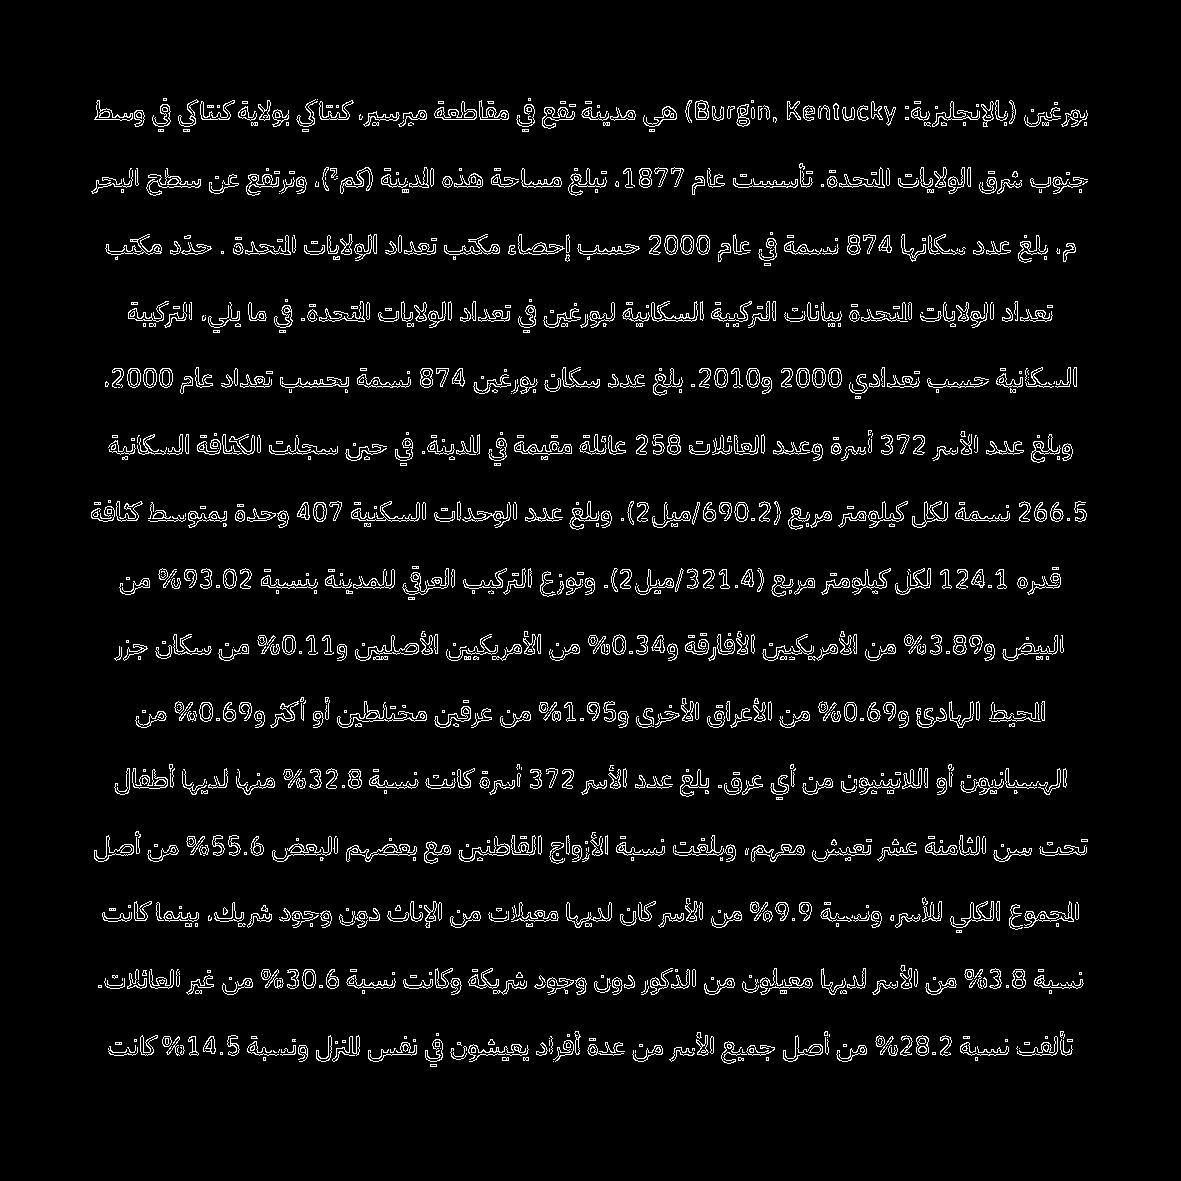 بورغين (بالإنجليزية: Burgin, Kentucky) هي مدينة تقع في مقاطعة ميرسير، كنتاكي بولاية كنتاكي في وسط
جنوب شرق الولايات المتحدة. تأسست عام 1877، تبلغ مساحة هذه المدينة (كم²)، وترتفع عن سطح البحر
م، بلغ عدد سكانها 874 نسمة في عام 2000 حسب إحصاء مكتب تعداد الولايات المتحدة . حدّد مكتب
تعداد الولايات المتحدة بيانات التركيبة السكانية لبورغين في تعداد الولايات المتحدة. في ما يلي، التركيبة
السكانية حسب تعدادي 2000 و2010. بلغ عدد سكان بورغين 874 نسمة بحسب تعداد عام 2000،
وبلغ عدد الأسر 372 أسرة وعدد العائلات 258 عائلة مقيمة في المدينة. في حين سجلت الكثافة السكانية
266.5 نسمة لكل كيلومتر مربع (690.2/ميل2). وبلغ عدد الوحدات السكنية 407 وحدة بمتوسط كثافة
قدره 124.1 لكل كيلومتر مربع (321.4/ميل2). وتوزع التركيب العرقي للمدينة بنسبة 93.02% من
البيض و3.89% من الأمريكيين الأفارقة و0.34% من الأمريكيين الأصليين و0.11% من سكان جزر
المحيط الهادئ و0.69% من الأعراق الأخرى و1.95% من عرقين مختلطين أو أكثر و0.69% من
الهسبانيون أو اللاتينيون من أي عرق. بلغ عدد الأسر 372 أسرة كانت نسبة 32.8% منها لديها أطفال
تحت سن الثامنة عشر تعيش معهم، وبلغت نسبة الأزواج القاطنين مع بعضهم البعض 55.6% من أصل
المجموع الكلي للأسر، ونسبة 9.9% من الأسر كان لديها معيلات من الإناث دون وجود شريك، بينما كانت
نسبة 3.8% من الأسر لديها معيلون من الذكور دون وجود شريكة وكانت نسبة 30.6% من غير العائلات.
تألفت نسبة 28.2% من أصل جميع الأسر من عدة أفراد يعيشون في نفس المنزل ونسبة 14.5% كانت